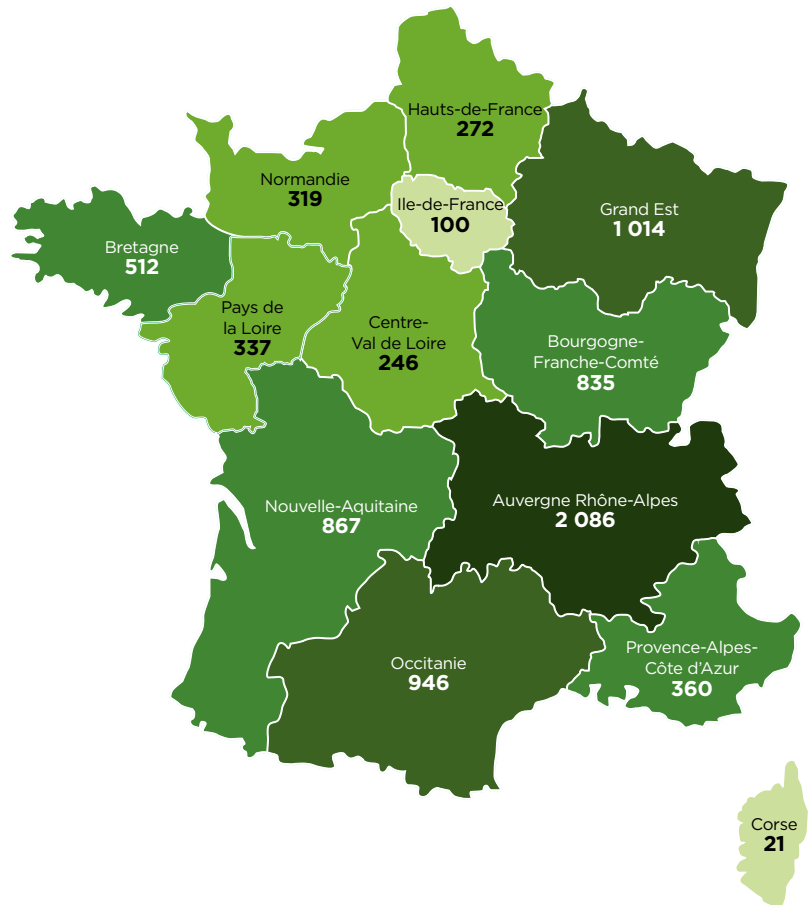 Hauts-de-France
272
Normandie
319
Ile-de-France
100
Grand Est
1 014
Bretagne
512
Pays de
la Loire
337
Centre-
Val de Loire
246
Bourgogne-
Franche-Comté
835
Nouvelle-Aquitaine
867
Auvergne Rhône-Alpes
2 086
Occitanie
946
Provence-Alpes-
Côte d'Azur
360
Corse
21